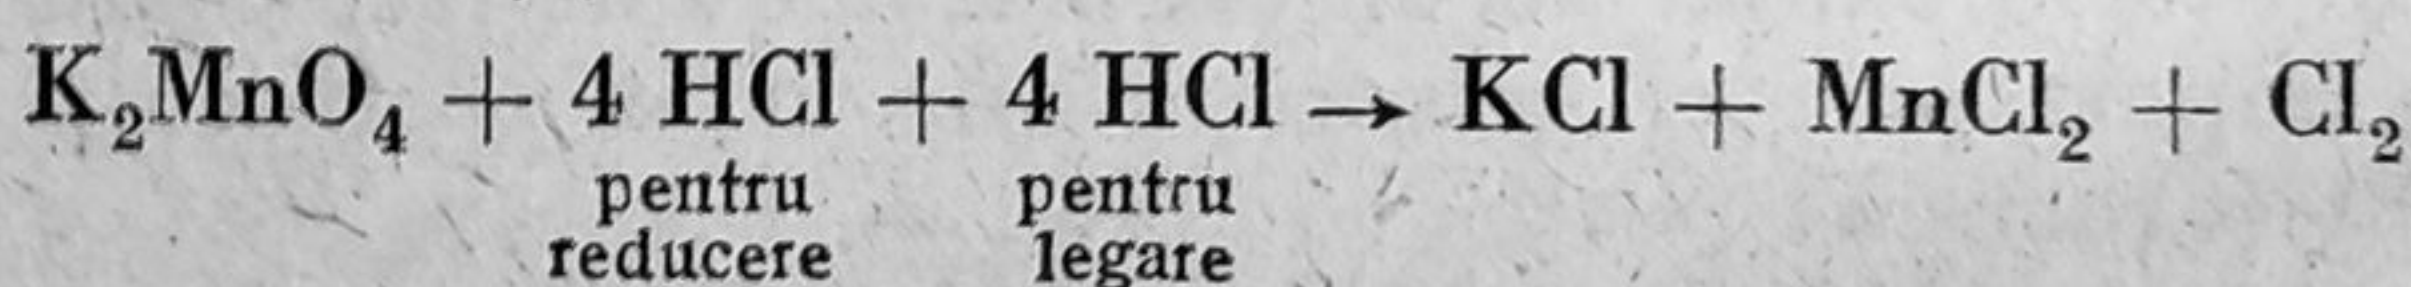 K₂MnO₄ + 4 HCl + 4 HCl → KCl + MnCl₂ + Cl₂
pentru pentru
reducere legare